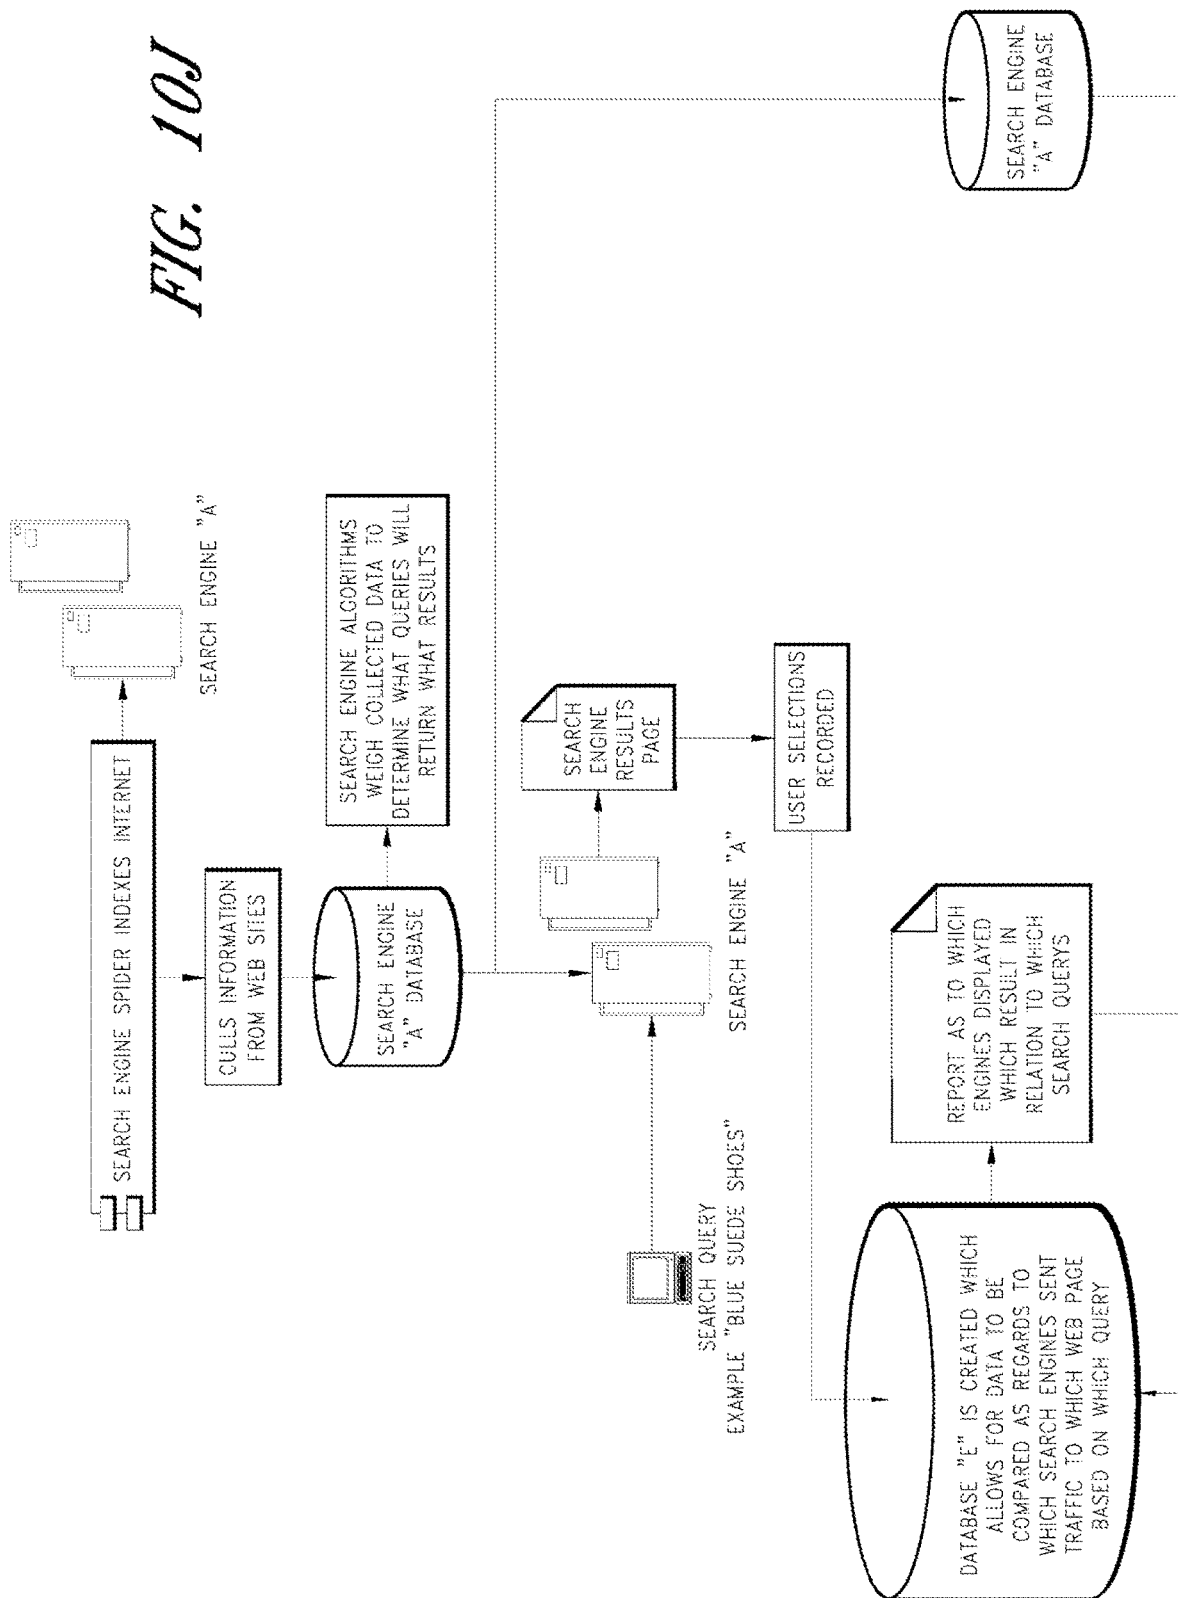 FIG. 10J
SEARCH ENGINE SPIDER INDEXES INTERNET
SEARCH ENGINE "A"
CULLS INFORMATION
FROM WEB SITES
SEARCH ENGINE
"A" DATABASE
SEARCH ENGINE ALGORITHMS
WEIGH COLLECTED DATA TO
DETERMINE WHAT QUERIES WILL
RETURN WHAT RESULTS
SEARCH QUERY
EXAMPLE "BLUE SUEDE SHOES"
SEARCH ENGINE "A"
SEARCH
ENGINE
RESULTS
PAGE
USER SELECTIONS
RECORDED
DATABASE "E" IS CREATED WHICH
ALLOWS FOR DATA TO BE
COMPARED AS REGARDS TO
WHICH SEARCH ENGINES SENT
TRAFFIC TO WHICH WEB PAGE
BASED ON WHICH QUERY
REPORT AS TO WHICH
ENGINES DISPLAYED
WHICH RESULT IN
RELATION TO WHICH
SEARCH QUERYS
SEARCH ENGINE
"A" DATABASE